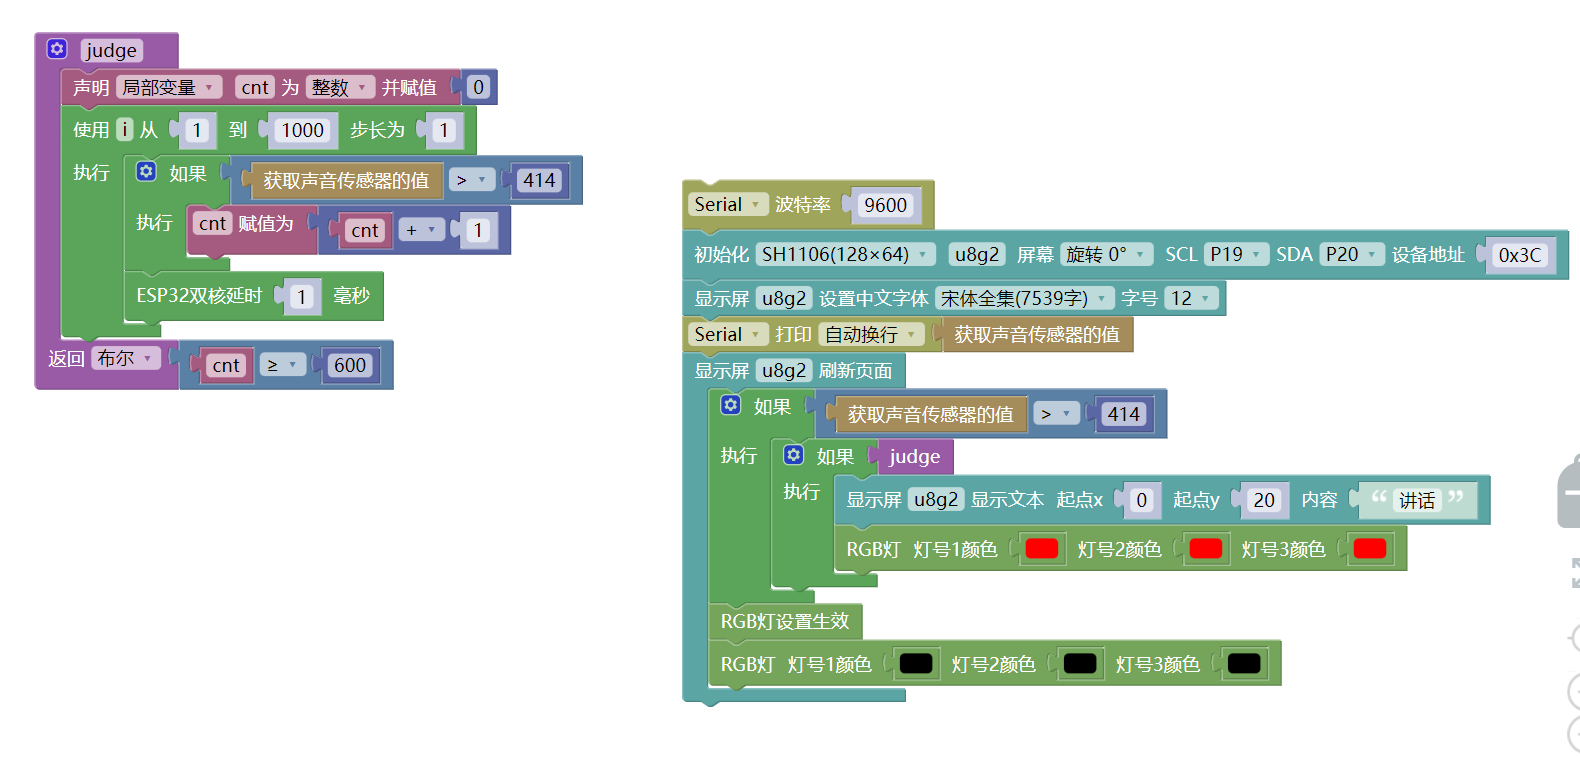 judge
声明 局部变量 cnt 为 整数 并赋值 0
使用 i 从 1 到 1000 步长为 1
执行 如果 获取声音传感器的值 > 414
执行 cnt 赋值为 cnt + 1
ESP32双核延时 1 毫秒
返回 布尔 cnt ≥ 600
Serial 波特率 9600
初始化 SH1106(128×64) u8g2 屏幕 旋转 0° SCL P19 SDA P20 设备地址 0x3C
显示屏 u8g2 设置中文字体 宋体全集(7539字) 字号 12
Serial 打印 自动换行 获取声音传感器的值
显示屏 u8g2 刷新页面
如果 获取声音传感器的值 > 414
执行 如果 judge
执行 显示屏 u8g2 显示文本 起点x 0 起点y 20 内容 “ 讲话 ”
RGB灯 灯号1颜色 灯号2颜色 灯号3颜色
RGB灯设置生效
RGB灯 灯号1颜色 灯号2颜色 灯号3颜色